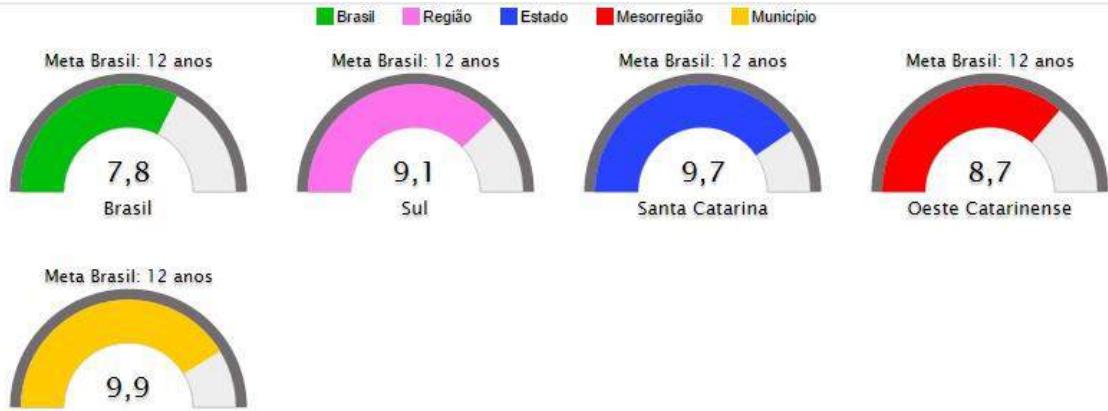 Brasil Região Estado Mesorregião Município
Meta Brasil: 12 anos Meta Brasil: 12 anos Meta Brasil: 12 anos Meta Brasil: 12 anos
7,8 9,1 9,7 8,7
Brasil Sul Santa Catarina Oeste Catarinense
Meta Brasil: 12 anos
9,9